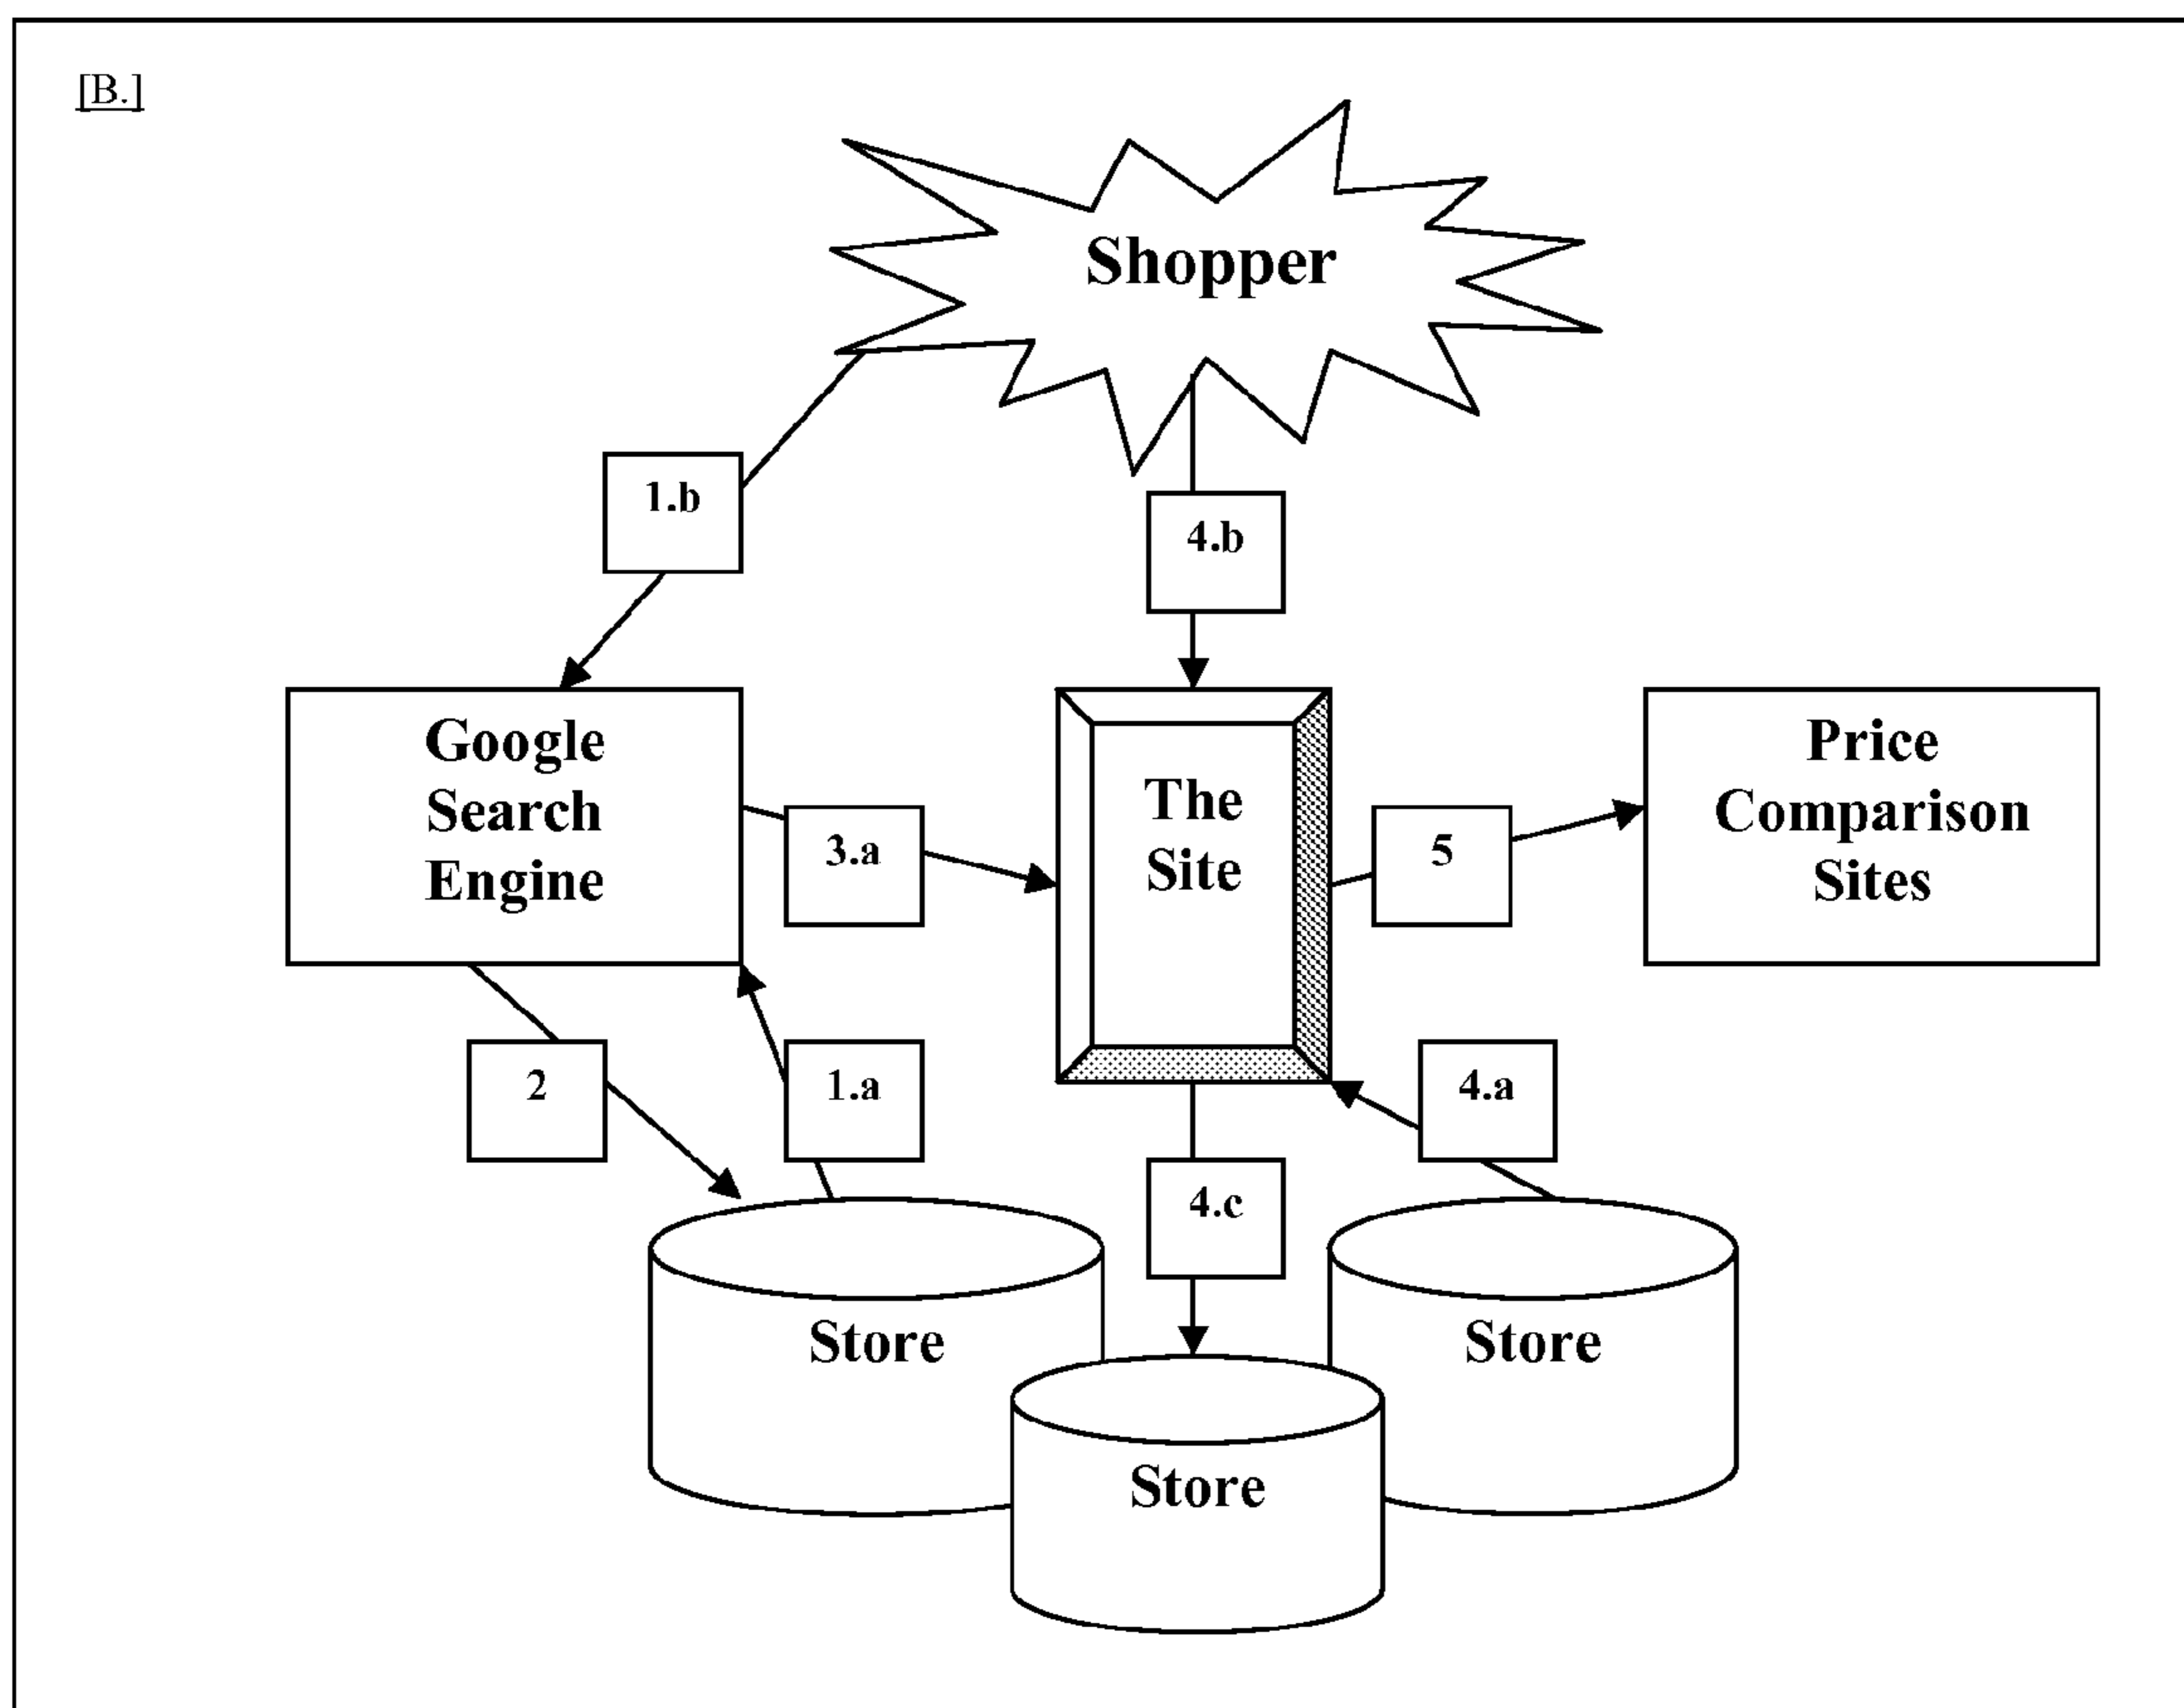 [B.]
Shopper
1.b
4.b
Google
Search
Engine
The
Site
Price
Comparison
Sites
3.a
5
2
1.a
4.a
4.c
Store
Store
Store